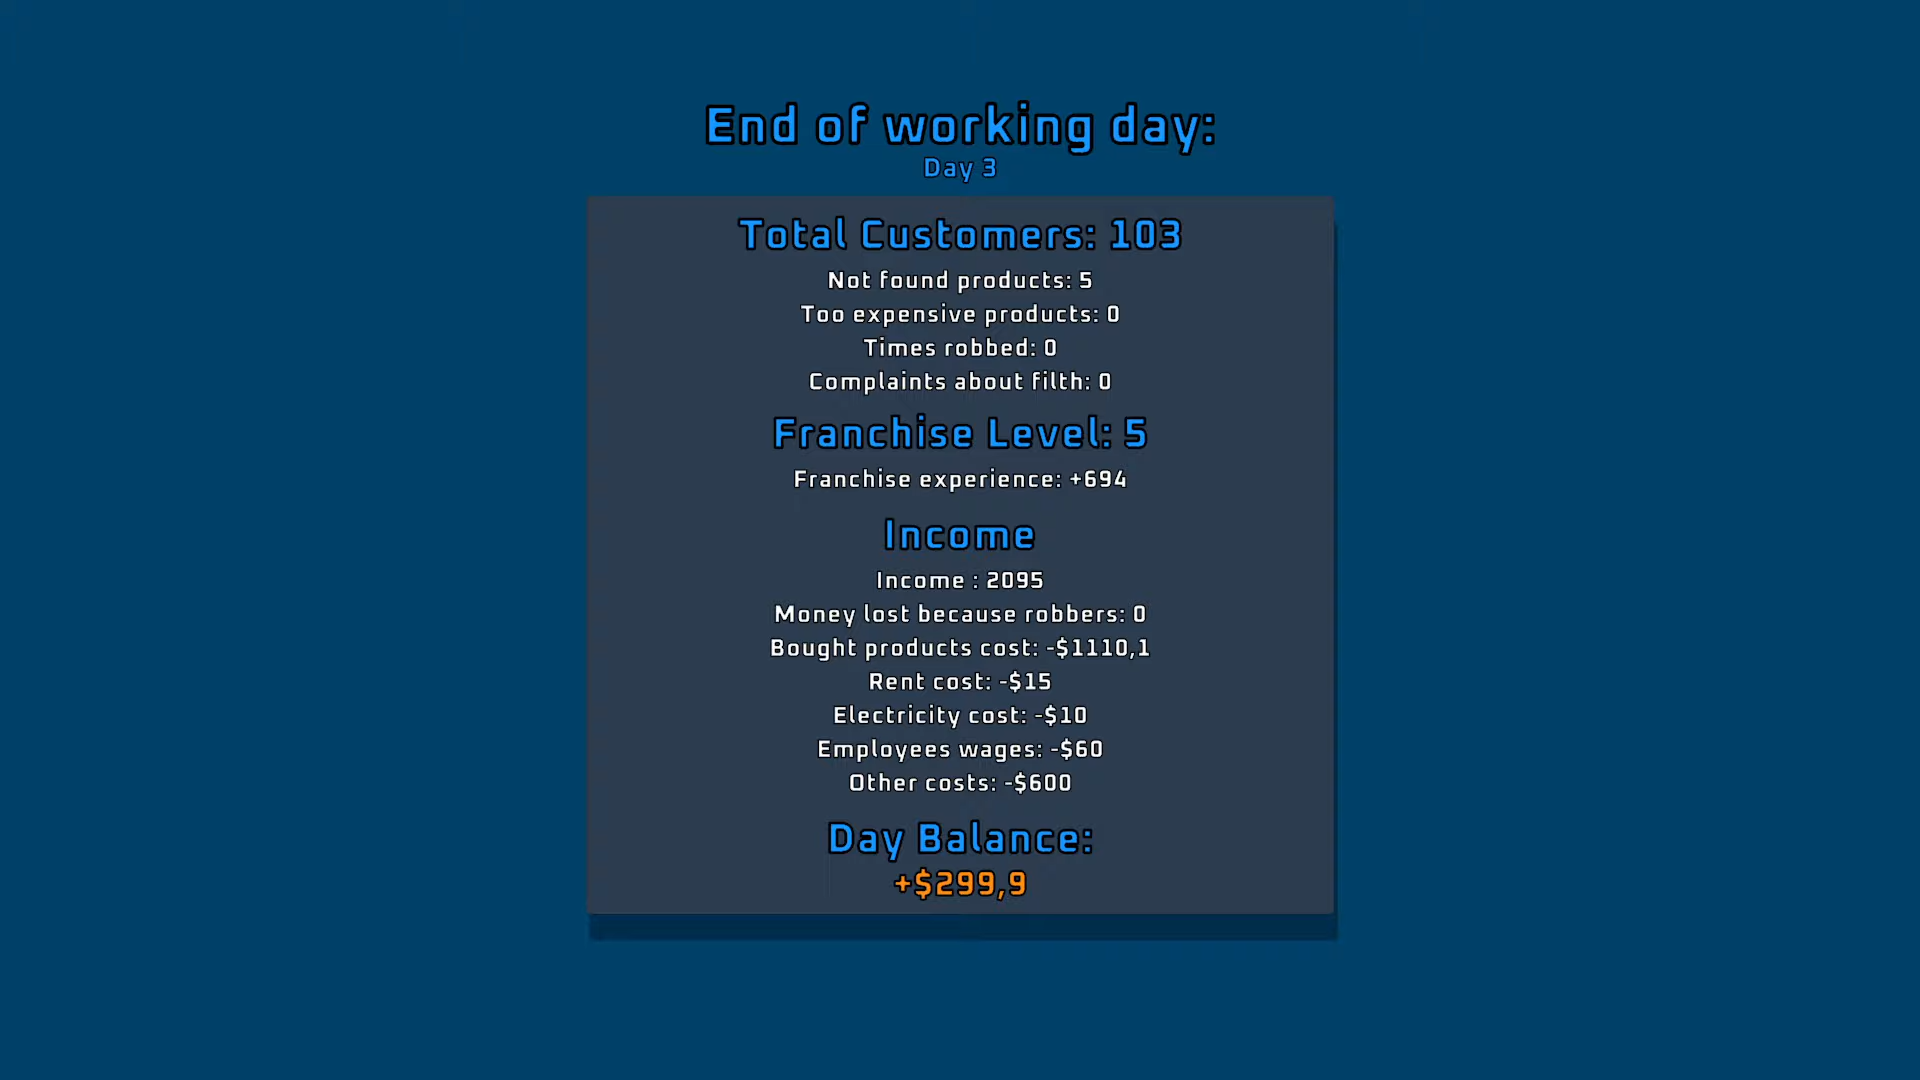 End of working day:
Day 3
Total Customers: 103
Not found products: 5
Too expensive products: 0
Times robbed: 0
Complaints about filth: 0
Franchise Level: 5
Franchise experience: +694
Income
Income : 2095
Money lost because robbers: 0
Bought products cost: -$1110,1
Rent cost: -$15
Electricity cost: -$10
Employees wages: -$60
Other costs: -$600
Day Balance:
+$299,9